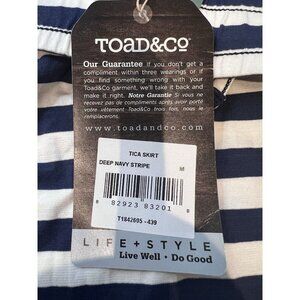 TOAD&CO
Our Guarantee If you don't get a
compliment within three wearings or if
you find something wrong with your
Toad&Co garment, we'll take it back and
make it right. Notre Garantie Si vous ne
recevez pas de compliments après avoir porté
votre vêtement Toad&Co trois fois, nous le
remplacerons.
www.toadandco.com
TICA SKIRT
DEEP NAVY STRIPE M
8 82923 83201 8
T1842605 - 439
LIFE + STYLE
Live Well • Do Good